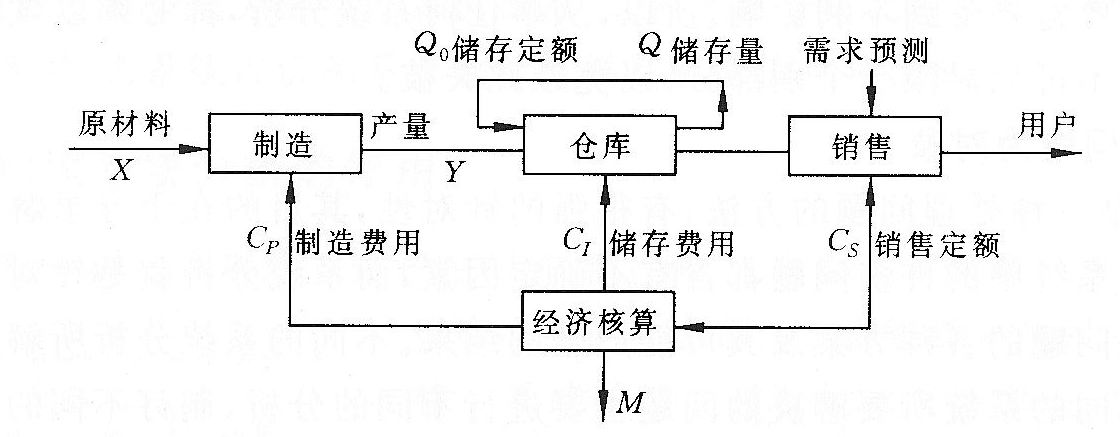 Q₀储存定额
Q 储存量
需求预测
原材料
X
制造
产量
Y
仓库
销售
用户
C_P 制造费用
C_I 储存费用
C_S 销售定额
经济核算
M